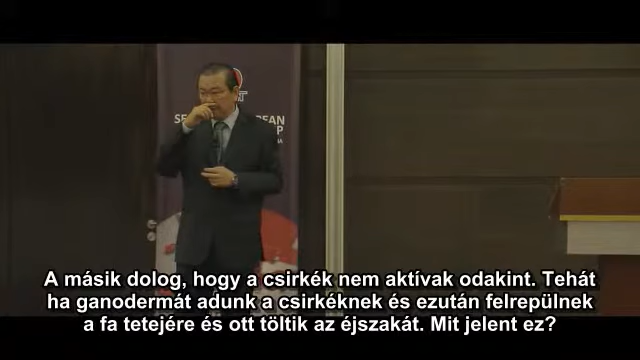 A másik dolog, hogy a csirkék nem aktívak odakint. Tehát
ha ganodermát adunk a csirkéknek és ezután felrepülnek
a fa tetejére és ott töltik az éjszakát. Mit jelent ez?